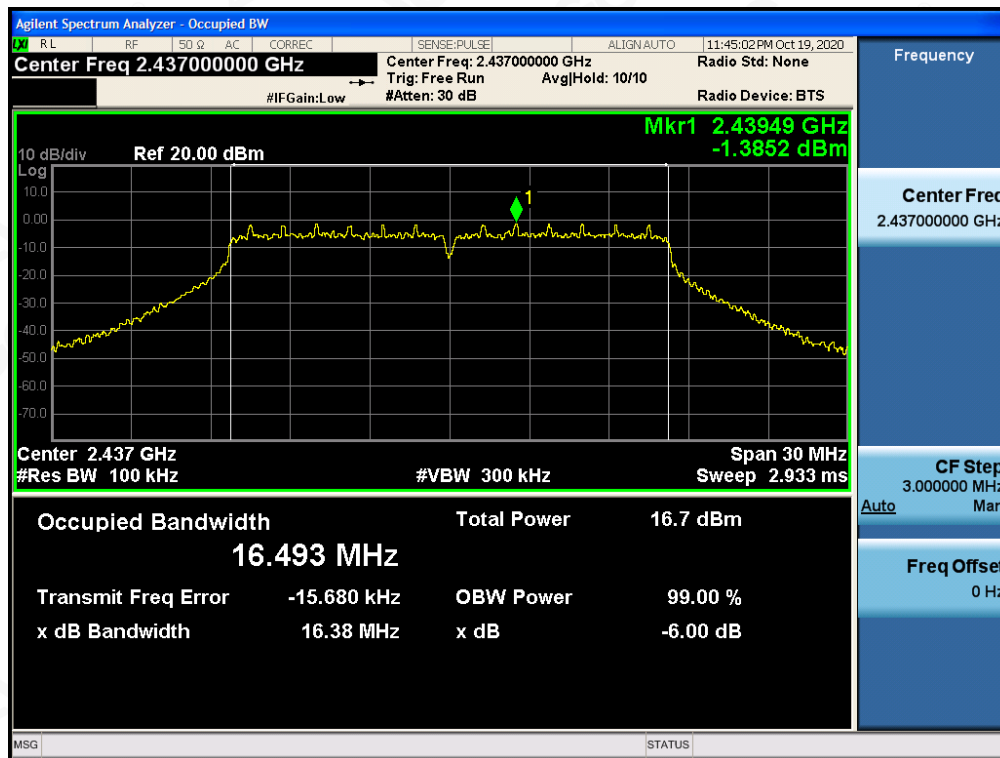 Agilent Spectrum Analyzer - Occupied BW
LXI RL RF 50 Ω AC CORREC SENSE:PULSE ALIGN AUTO 11:45:02 PM Oct 19, 2020
Center Freq 2.437000000 GHz
Center Freq: 2.437000000 GHz Radio Std: None
Trig: Free Run Avg|Hold: 10/10
#IFGain:Low #Atten: 30 dB Radio Device: BTS
Mkr1 2.43949 GHz
-1.3852 dBm
10 dB/div Ref 20.00 dBm
Log
10.0
0.00
-10.0
-20.0
-30.0
-40.0
-50.0
-60.0
-70.0
1
Center 2.437 GHz Span 30 MHz
#Res BW 100 kHz #VBW 300 kHz Sweep 2.933 ms
Occupied Bandwidth Total Power 16.7 dBm
16.493 MHz
Transmit Freq Error -15.680 kHz OBW Power 99.00 %
x dB Bandwidth 16.38 MHz x dB -6.00 dB
MSG STATUS
Frequency
Center Freq
2.437000000 GHz
CF Step
3.000000 MHz
Auto Man
Freq Offset
0 Hz